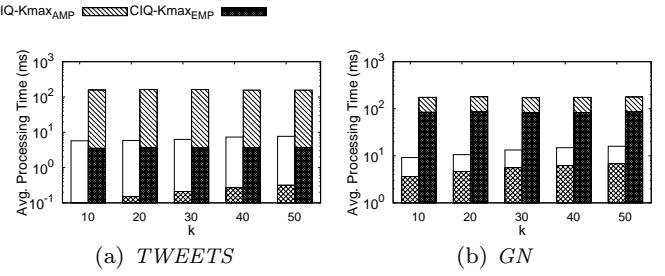 IQ-Kmax_AMP CIQ-Kmax_EMP
Avg. Processing Time (ms)
10^3
10^2
10^1
10^0
10^-1
10 20 30 40 50
k
(a) TWEETS
Avg. Processing Time (ms)
10^3
10^2
10^1
10^0
10 20 30 40 50
k
(b) GN